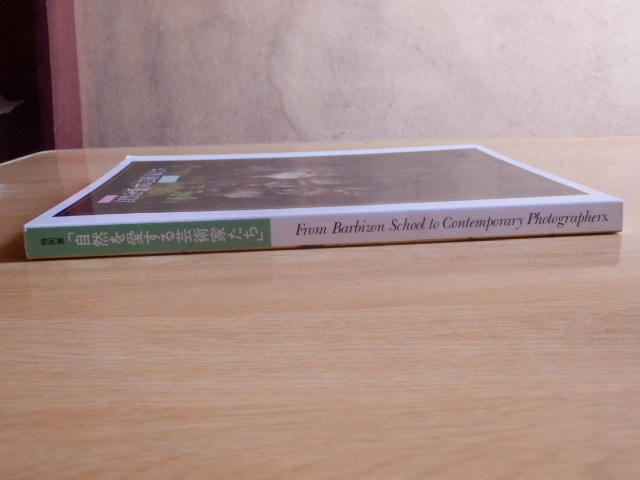 特別展「自然を愛する芸術家たち」
From Barbizon School to Contemporary Photographers.